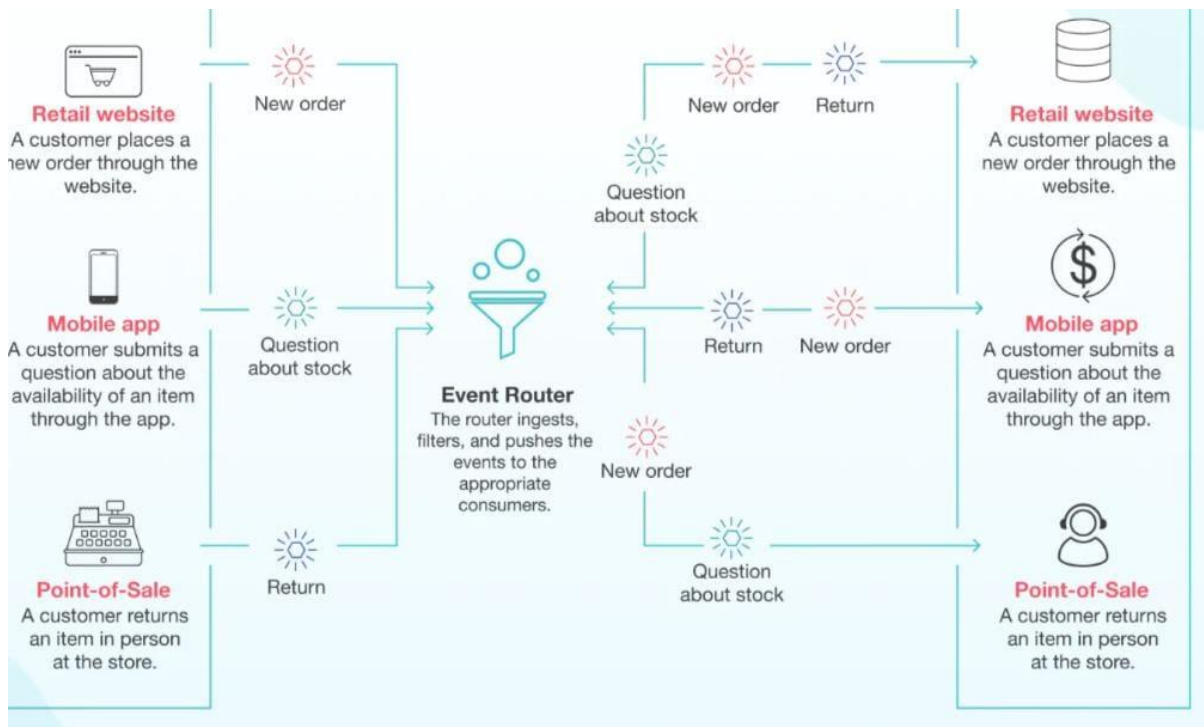 New order
Retail website
A customer places a
new order through the
website.
Mobile app
A customer submits a
question about the
availability of an item
through the app.
Question
about stock
Point-of-Sale
A customer returns
an item in person
at the store.
Return
Event Router
The router ingests,
filters, and pushes the
events to the
appropriate
consumers.
New order
Return
Question
about stock
Return
New order
New order
Question
about stock
Retail website
A customer places a
new order through the
website.
$
Mobile app
A customer submits a
question about the
availability of an item
through the app.
Point-of-Sale
A customer returns
an item in person
at the store.